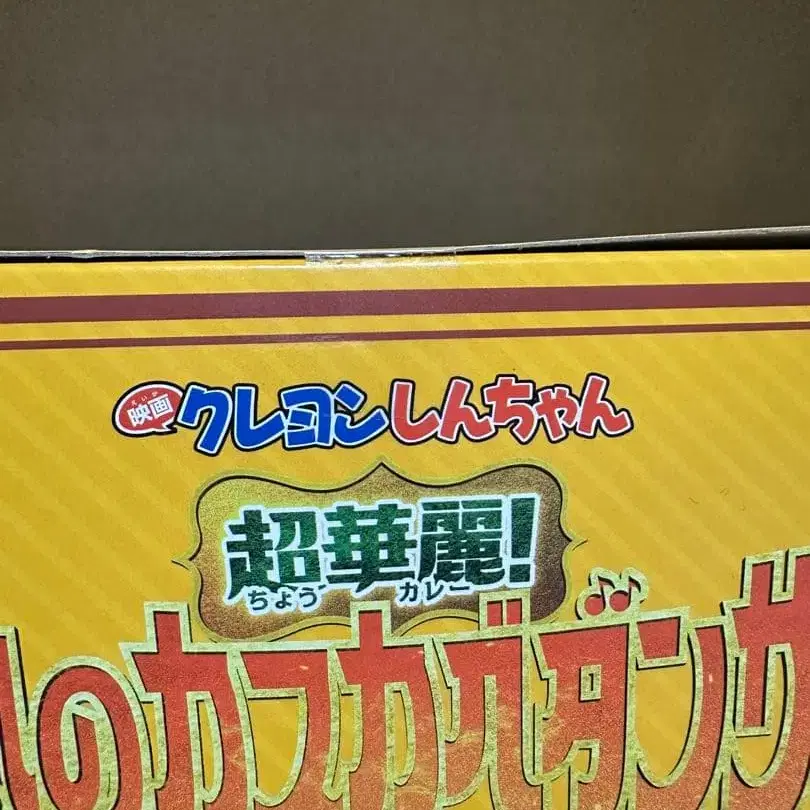 えいが
映画 クレヨンしんちゃん
超華麗!
ちょう カレー
のカスカベダンサ